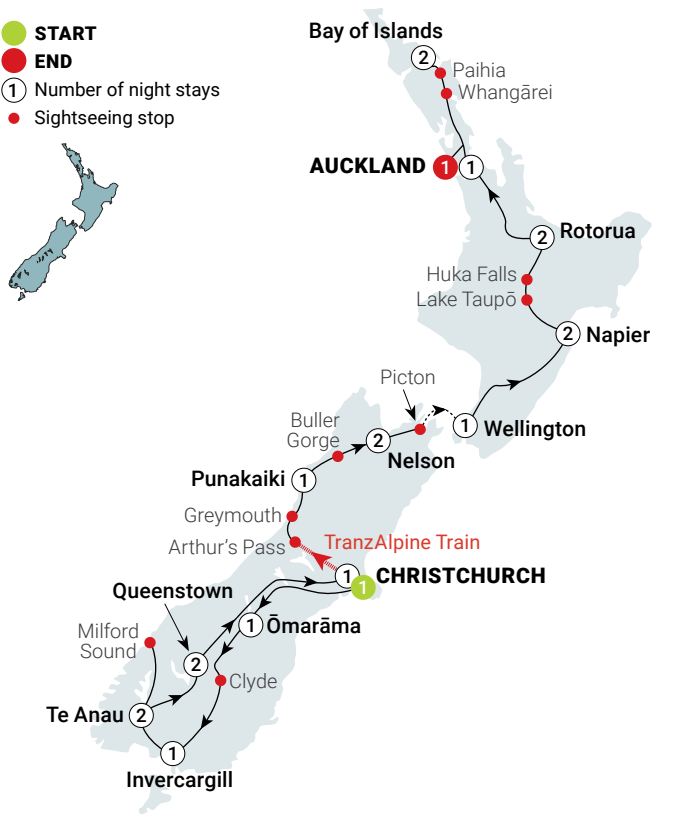 START
END
1 Number of night stays
Sightseeing stop
Bay of Islands
2
Paihia
Whangārei
AUCKLAND 1 1
Rotorua
2
Huka Falls
Lake Taupō
2 Napier
Picton
1 Wellington
Buller
Gorge
2
Nelson
Punakaiki 1
Greymouth
Arthur's Pass
TranzAlpine Train
1 CHRISTCHURCH
1
Queenstown
1 Ōmarāma
Milford
Sound
2
Clyde
Te Anau 2
1
Invercargill